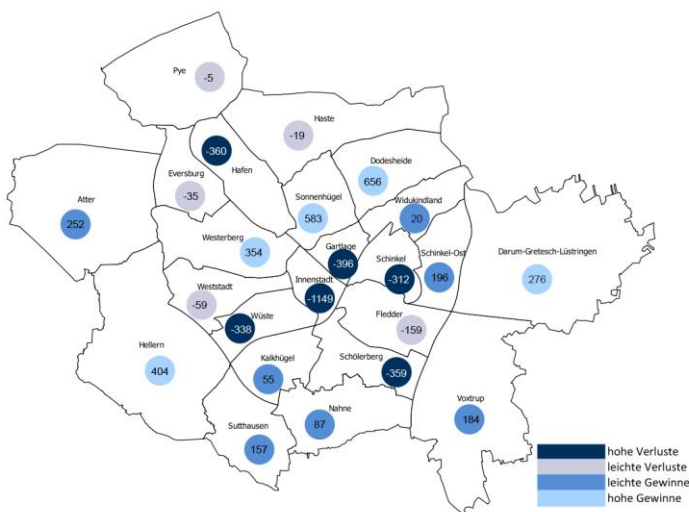 Pye
-5
Haste
-19
-360
Hafen
Dodesheide
656
Eversburg
-35
Sonnenhügel
583
Widukindland
20
Atter
252
Westerberg
354
Gartlage
-396
Schinkel
-312
Schinkel-Ost
196
Darum-Gretesch-Lüstringen
276
Innenstadt
-1149
Weststadt
-59
Wüste
-338
Fledder
-159
Hellern
404
Kalkhügel
55
Schölerberg
-359
Nahne
87
Voxtrup
184
Sutthausen
157
hohe Verluste
leichte Verluste
leichte Gewinne
hohe Gewinne